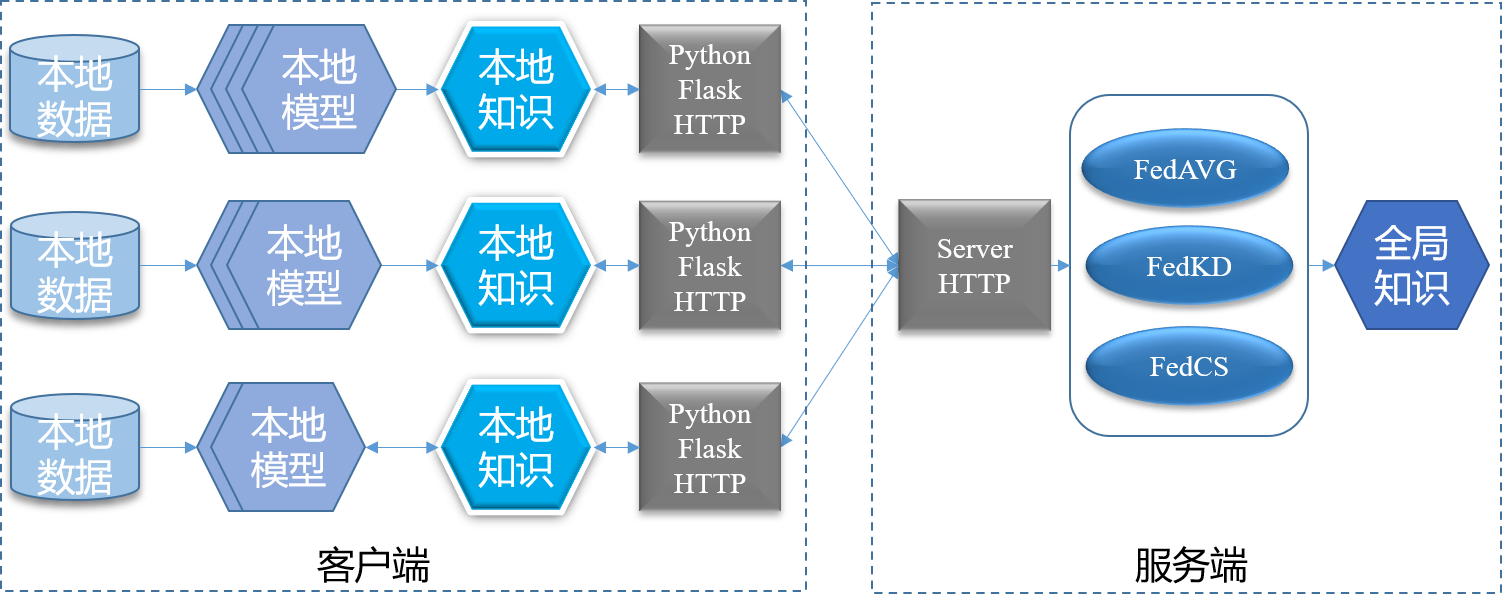 本地
数据
本地
模型
本地
知识
Python
Flask
HTTP
本地
数据
本地
模型
本地
知识
Python
Flask
HTTP
本地
数据
本地
模型
本地
知识
Python
Flask
HTTP
客户端
Server
HTTP
FedAVG
FedKD
FedCS
全局
知识
服务端